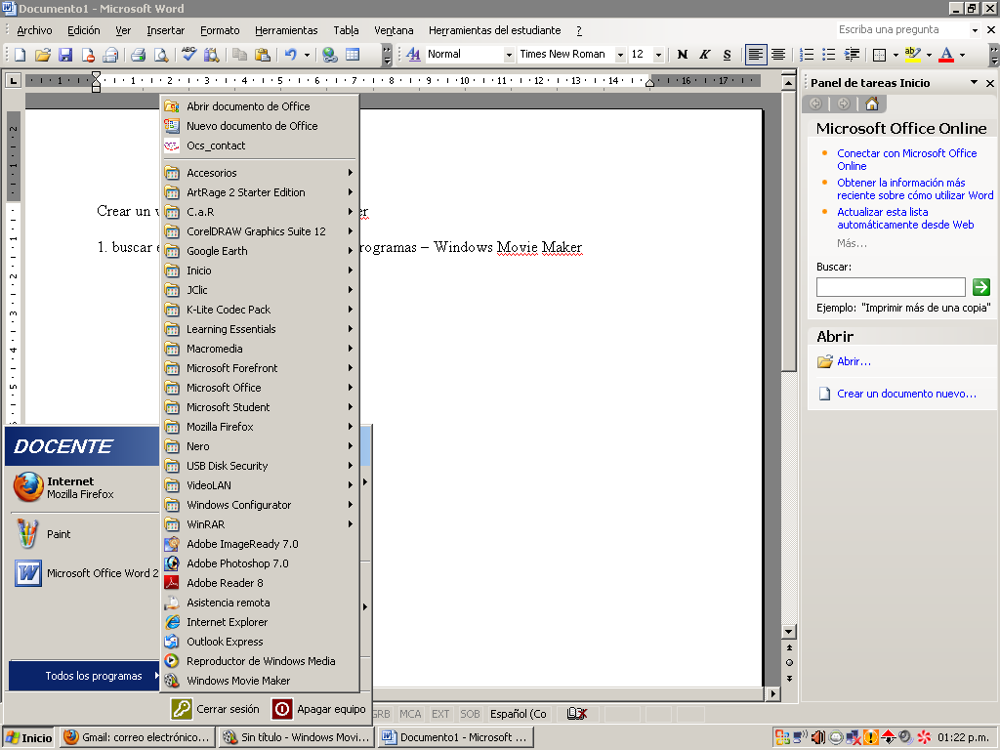 Documento1 - Microsoft Word
Archivo Edición Ver Insertar Formato Herramientas Tabla Ventana Herramientas del estudiante ? Escriba una pregunta
Normal Times New Roman 12 N K S
Panel de tareas Inicio
Microsoft Office Online
Conectar con Microsoft Office
Online
Obtener la información más
reciente sobre cómo utilizar Word
Actualizar esta lista
automáticamente desde Web
Más...
Buscar:
Ejemplo: "Imprimir más de una copia"
Abrir
Abrir...
Crear un documento nuevo...
Crear un
1. buscar
rogramas – Windows Movie Maker
Abrir documento de Office
Nuevo documento de Office
Ocs_contact
Accesorios
ArtRage 2 Starter Edition
C.a.R
CorelDRAW Graphics Suite 12
Google Earth
Inicio
JClic
K-Lite Codec Pack
Learning Essentials
Macromedia
Microsoft Forefront
Microsoft Office
Microsoft Student
Mozilla Firefox
Nero
USB Disk Security
VideoLAN
Windows Configurator
WinRAR
Adobe ImageReady 7.0
Adobe Photoshop 7.0
Adobe Reader 8
Asistencia remota
Internet Explorer
Outlook Express
Reproductor de Windows Media
Windows Movie Maker
DOCENTE
Internet
Mozilla Firefox
Paint
Microsoft Office Word 2
Todos los programas
Cerrar sesión Apagar equipo
GRB MCA EXT SOB Español (Co
Inicio Gmail: correo electrónico... Sin título - Windows Movi... Documento1 - Microsoft ... 01:22 p.m.